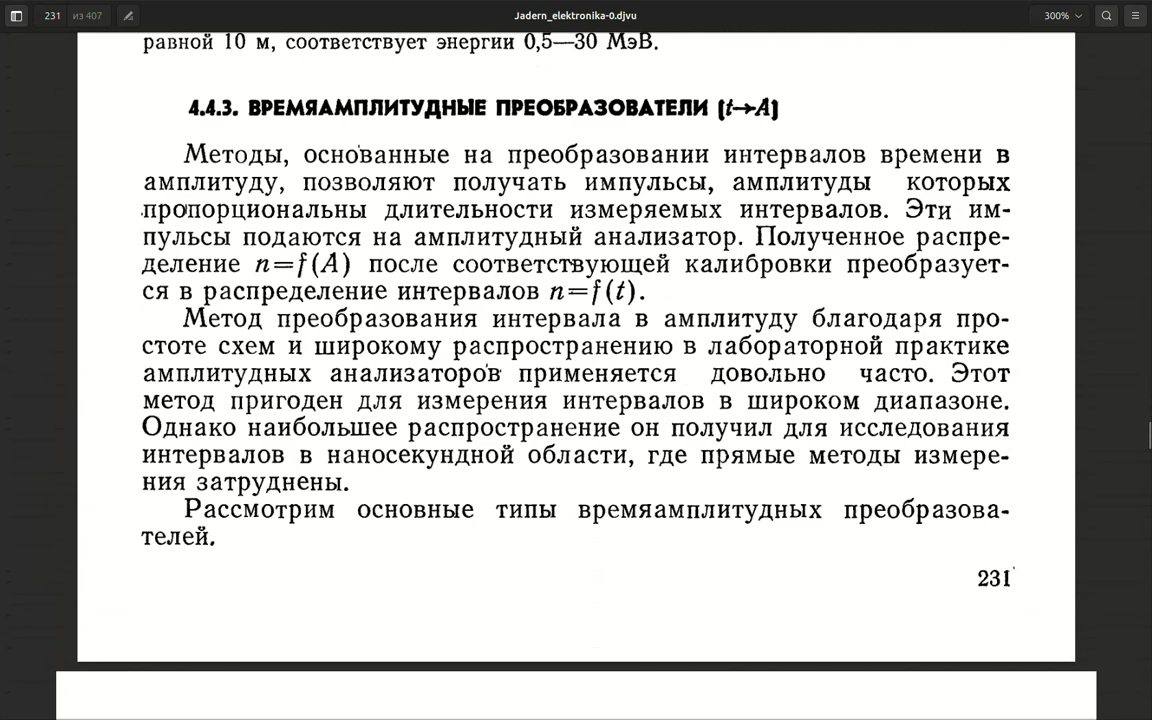 231 из 407
Jadern_elektronika-0.djvu
300%
равной 10 м, соответствует энергии 0,5—30 МэВ.
4.4.3. ВРЕМЯАМПЛИТУДНЫЕ ПРЕОБРАЗОВАТЕЛИ (t→A)
Методы, основанные на преобразовании интервалов времени в
амплитуду, позволяют получать импульсы, амплитуды которых
пропорциональны длительности измеряемых интервалов. Эти им-
пульсы подаются на амплитудный анализатор. Полученное распре-
деление n=f(A) после соответствующей калибровки преобразует-
ся в распределение интервалов n=f(t).
Метод преобразования интервала в амплитуду благодаря про-
стоте схем и широкому распространению в лабораторной практике
амплитудных анализаторов применяется довольно часто. Этот
метод пригоден для измерения интервалов в широком диапазоне.
Однако наибольшее распространение он получил для исследования
интервалов в наносекундной области, где прямые методы измере-
ния затруднены.
Рассмотрим основные типы времяамплитудных преобразова-
телей.
231